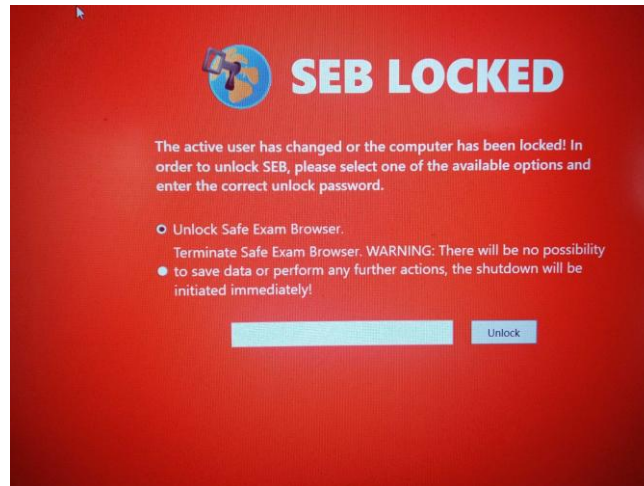 SEB LOCKED
The active user has changed or the computer has been locked! In
order to unlock SEB, please select one of the available options and
enter the correct unlock password.
Unlock Safe Exam Browser.
Terminate Safe Exam Browser. WARNING: There will be no possibility
to save data or perform any further actions, the shutdown will be
initiated immediately!
Unlock